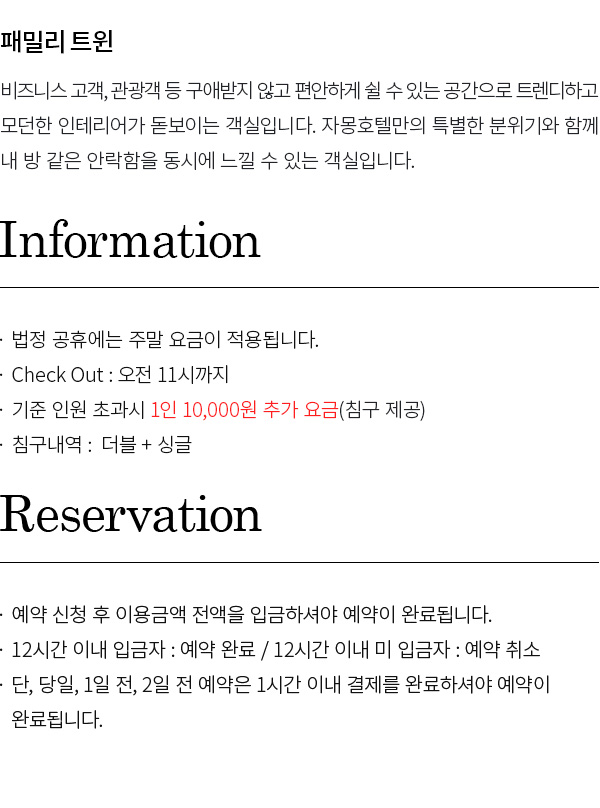 패밀리 트윈
비즈니스 고객, 관광객 등 구애받지 않고 편안하게 쉴 수 있는 공간으로 트렌디하고
모던한 인테리어가 돋보이는 객실입니다. 자몽호텔만의 특별한 분위기와 함께
내 방 같은 안락함을 동시에 느낄 수 있는 객실입니다.
Information
· 법정 공휴에는 주말 요금이 적용됩니다.
· Check Out : 오전 11시까지
· 기준 인원 초과시 1인 10,000원 추가 요금(침구 제공)
· 침구내역 : 더블 + 싱글
Reservation
· 예약 신청 후 이용금액 전액을 입금하셔야 예약이 완료됩니다.
· 12시간 이내 입금자 : 예약 완료 / 12시간 이내 미 입금자 : 예약 취소
· 단, 당일, 1일 전, 2일 전 예약은 1시간 이내 결제를 완료하셔야 예약이
완료됩니다.